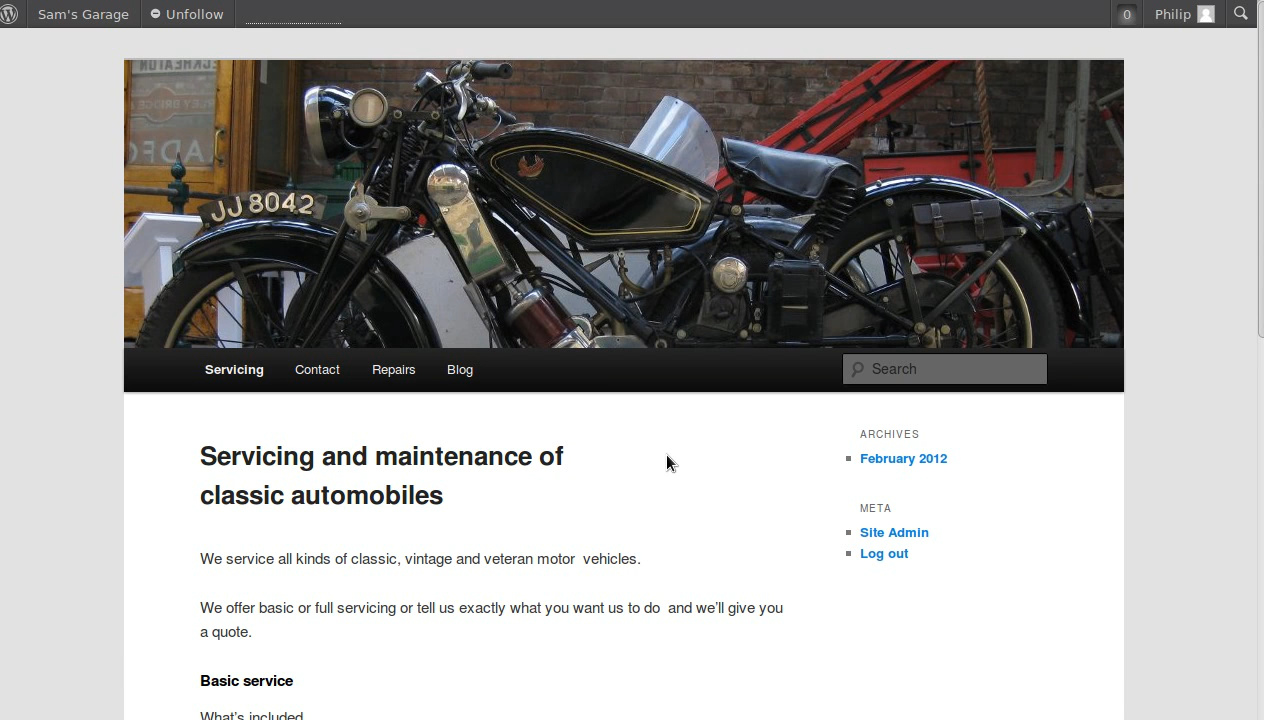 Sam's Garage
Unfollow
0
Philip
JJ 8042
Servicing
Contact
Repairs
Blog
Search
Servicing and maintenance of
classic automobiles
We service all kinds of classic, vintage and veteran motor  vehicles.
We offer basic or full servicing or tell us exactly what you want us to do  and we'll give you
a quote.
Basic service
What's included
ARCHIVES
February 2012
META
Site Admin
Log out